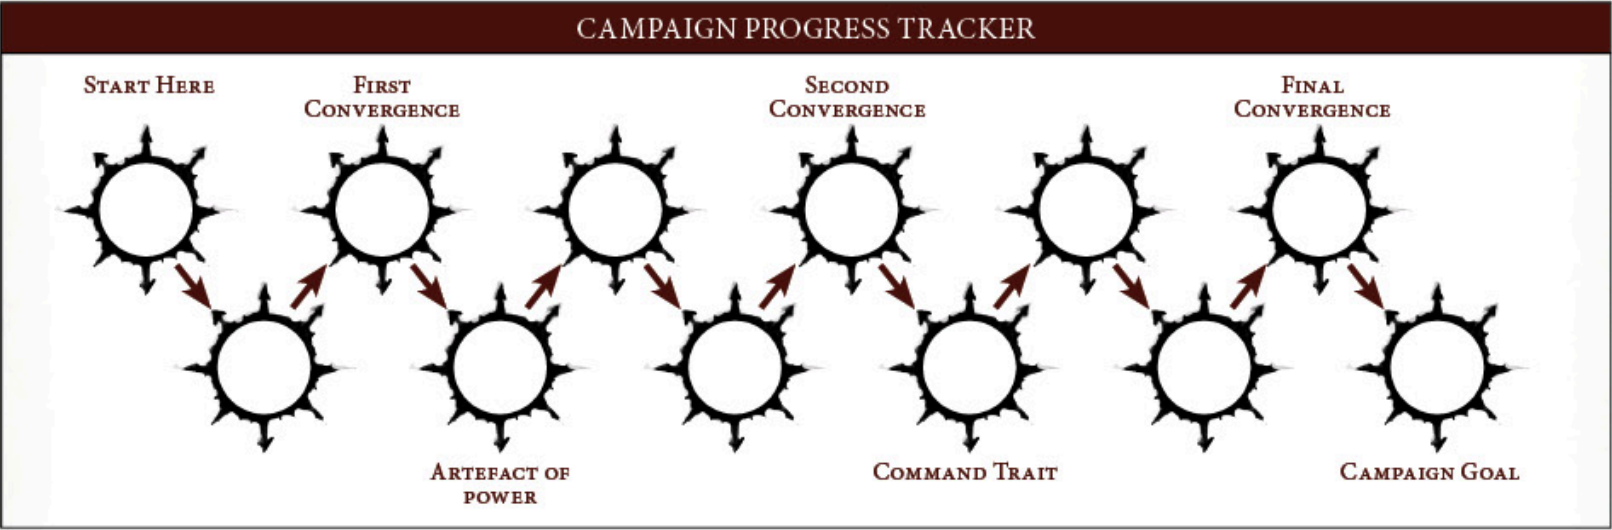 CAMPAIGN PROGRESS TRACKER
START HERE
FIRST
CONVERGENCE
SECOND
CONVERGENCE
FINAL
CONVERGENCE
ARTEFACT OF
POWER
COMMAND TRAIT
CAMPAIGN GOAL